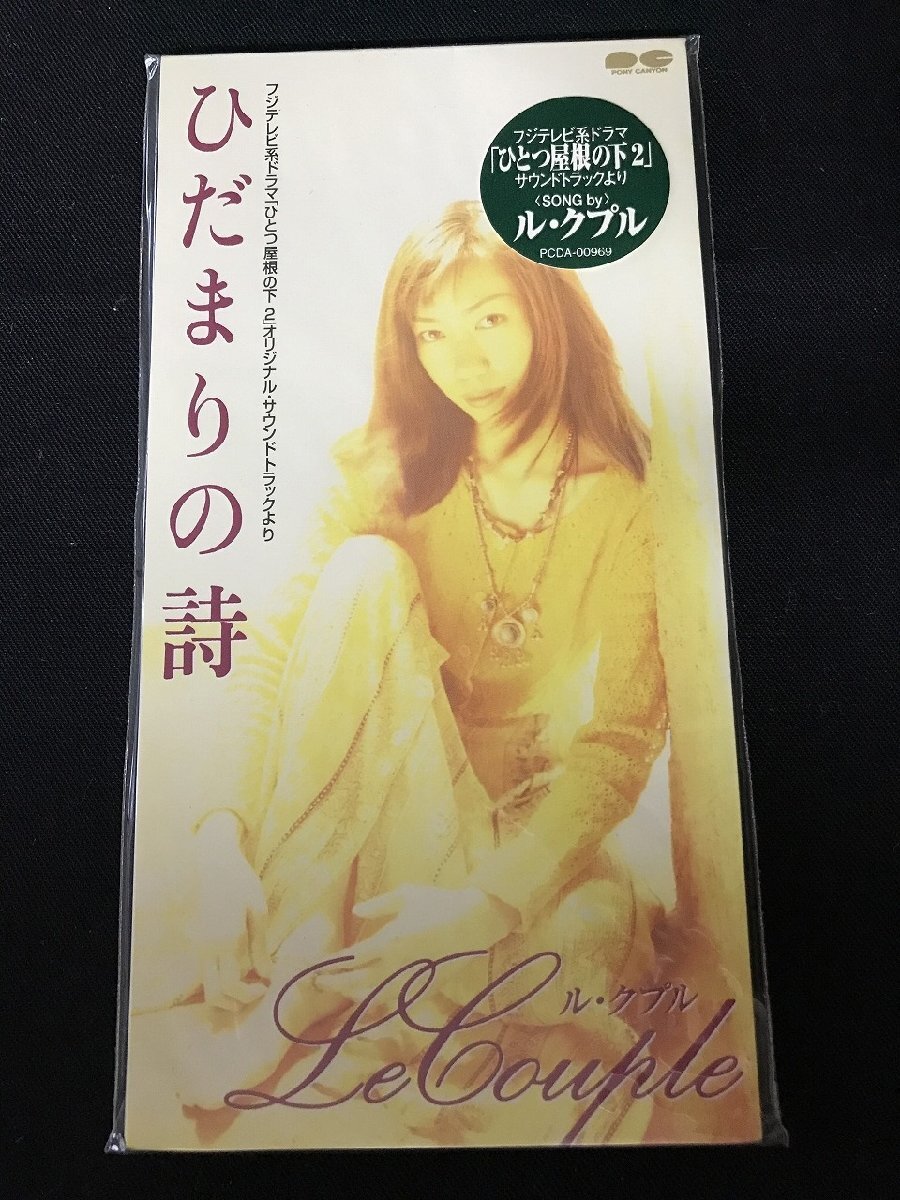 ひだまりの詩
フジテレビ系ドラマ「ひとつ屋根の下 2」オリジナル・サウンドトラックより
PC
PONY CANYON
フジテレビ系ドラマ
「ひとつ屋根の下2」
サウンドトラックより
〈SONG by〉
ル・クプル
PCDA-00969
ル・クプル
Le Couple